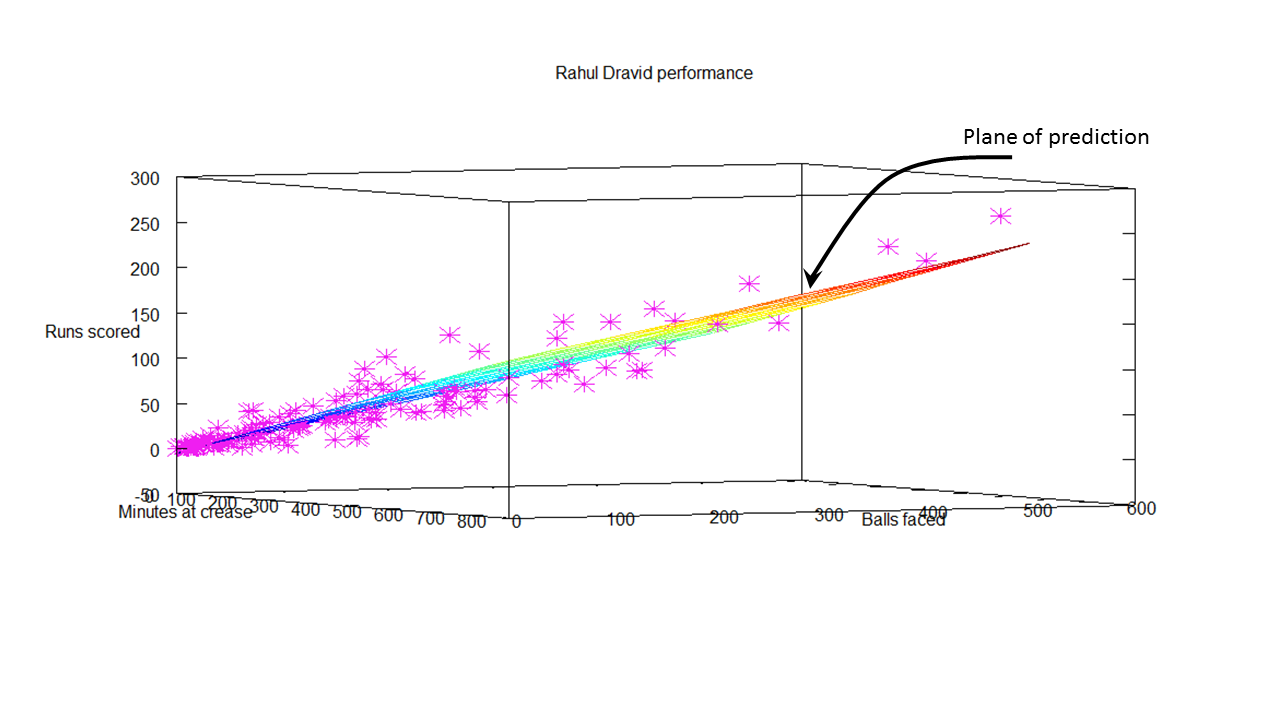 Rahul Dravid performance
Plane of prediction
300
250
200
150
Runs scored
100
50
0
-50
0 100 200 300 400 500 600 700 800
Minutes at crease
0 100 200 300 400 500 600
Balls faced